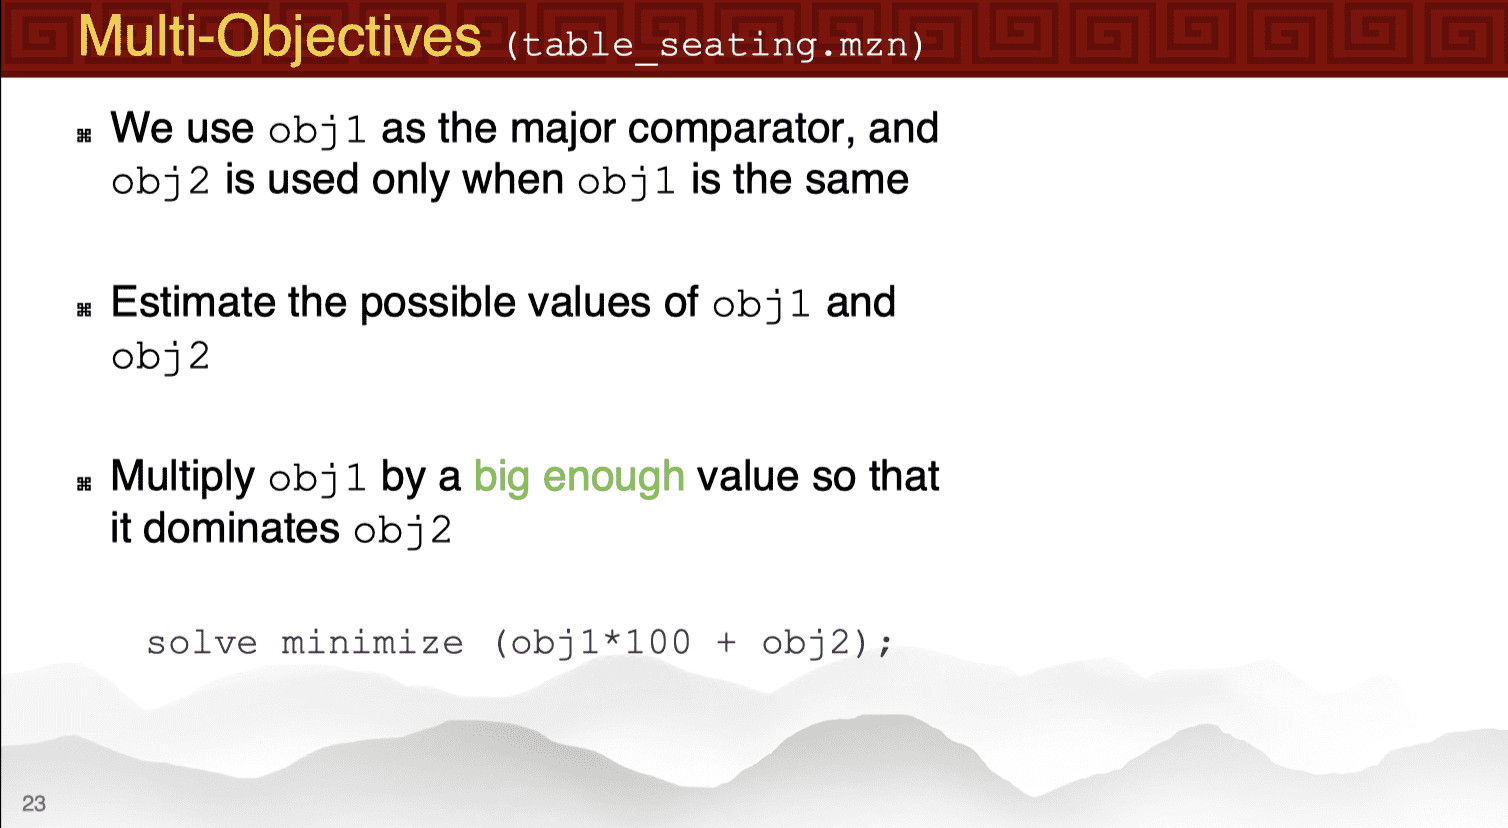 Multi-Objectives (table_seating.mzn)
⌘ We use obj1 as the major comparator, and
obj2 is used only when obj1 is the same
⌘ Estimate the possible values of obj1 and
obj2
⌘ Multiply obj1 by a big enough value so that
it dominates obj2
solve minimize (obj1*100 + obj2);
23